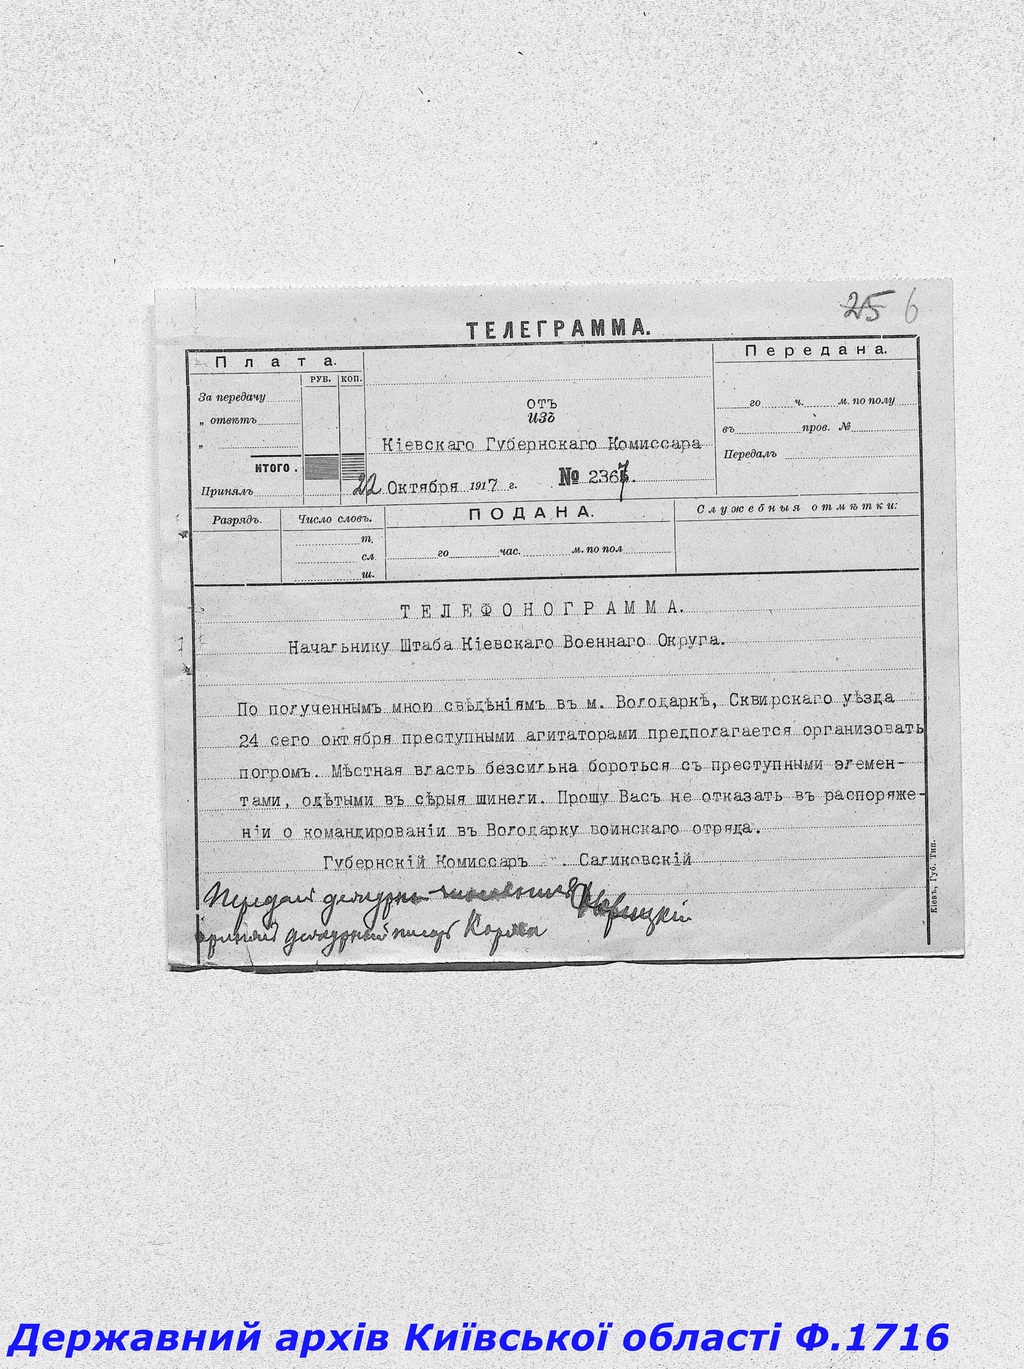 25 6
ТЕЛЕГРАММА.
Плата.
РУБ. КОП.
За передачу
„ отвѣтъ
„
ИТОГО.
Принялъ
отъ
изъ
Кіевскаго Губернскаго Комиссара
22 Октября 1917 г. № 2367.
Передана.
го ч. м. по полу
въ пров. №
Передалъ
Разрядъ.
Число словъ.
т.
сл.
ш.
ПОДАНА.
го час. м. по пол
Служебныя отмѣтки:
ТЕЛЕФОНОГРАММА.
Начальнику Штаба Кіевскаго Военнаго Округа.
По полученнымъ мною свѣдѣніямъ въ м. Володаркѣ, Сквирскаго уѣзда
24 сего октября преступными агитаторами предполагается организовать
погромъ. Мѣстная власть безсильна бороться съ преступными элемен-
тами, одѣтыми въ сѣрыя шинели. Прошу Васъ не отказать въ распоряже-
ніи о командированіи въ Володарку воинскаго отряда.
Губернскій Комиссаръ Саликовскій
Передалъ
принялъ дежурный писарь
Кіевъ, Губ. Тип.
Державний архів Київської області Ф.1716